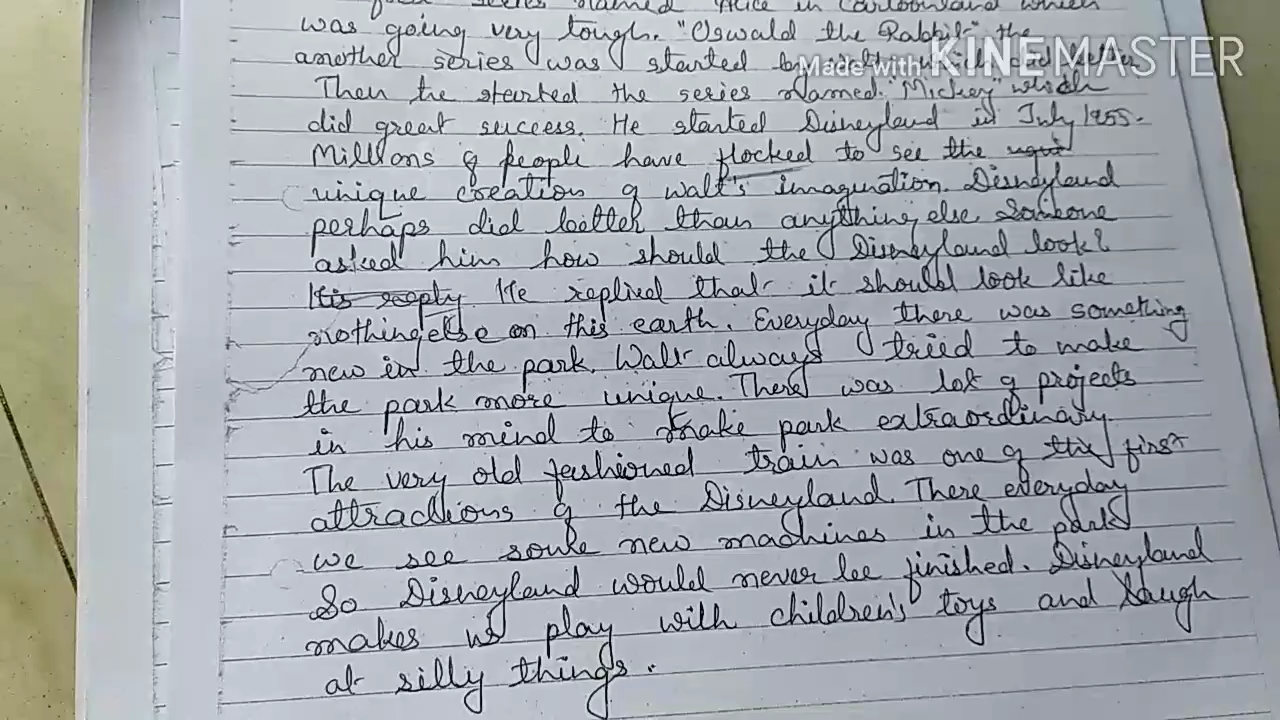 series named Alice in Cartoonland which
was going very tough. "Oswald the Rabbit" the
another series was started by
Made with KINEMASTER
Then he started the series named "Mickey" which
did great success. He started Disneyland in July 1955.
Millions of people have flocked to see the
unique creation of Walt's imagination. Disneyland
perhaps did better than anything else. Someone
asked him how should the Disneyland look?
His reply He replied that it should look like
nothing else on this earth. Everyday there was something
new in the park. Walt always tried to make
the park more unique. There was lot of projects
in his mind to make park extraordinary.
The very old fashioned train was one of the first
attractions of the Disneyland. There everyday
we see some new machines in the park
So Disneyland would never be finished. Disneyland
makes us play with children's toys and laugh
at silly things.